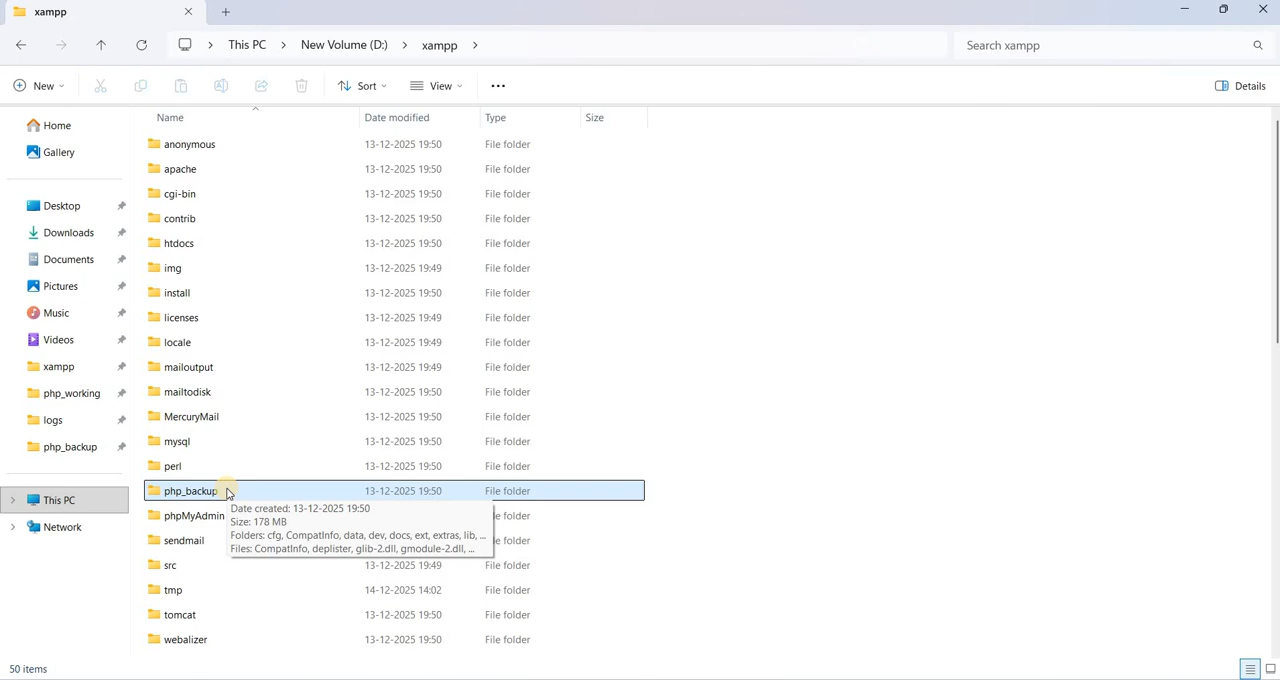 xampp
This PC > New Volume (D:) > xampp >
Search xampp
New Sort View ... Details
Name Date modified Type Size
Home
Gallery
Desktop
Downloads
Documents
Pictures
Music
Videos
xampp
php_working
logs
php_backup
This PC
Network
anonymous 13-12-2025 19:50 File folder
apache 13-12-2025 19:50 File folder
cgi-bin 13-12-2025 19:50 File folder
contrib 13-12-2025 19:50 File folder
htdocs 13-12-2025 19:50 File folder
img 13-12-2025 19:49 File folder
install 13-12-2025 19:50 File folder
licenses 13-12-2025 19:49 File folder
locale 13-12-2025 19:49 File folder
mailoutput 13-12-2025 19:49 File folder
mailtodisk 13-12-2025 19:50 File folder
MercuryMail 13-12-2025 19:50 File folder
mysql 13-12-2025 19:50 File folder
perl 13-12-2025 19:50 File folder
php_backup 13-12-2025 19:50 File folder
phpMyAdmin le folder
sendmail le folder
Date created: 13-12-2025 19:50
Size: 178 MB
Folders: cfg, CompatInfo, data, dev, docs, ext, extras, lib, ...
Files: CompatInfo, deplister, glib-2.dll, gmodule-2.dll, ...
src 13-12-2025 19:49 File folder
tmp 14-12-2025 14:02 File folder
tomcat 13-12-2025 19:50 File folder
webalizer 13-12-2025 19:50 File folder
50 items